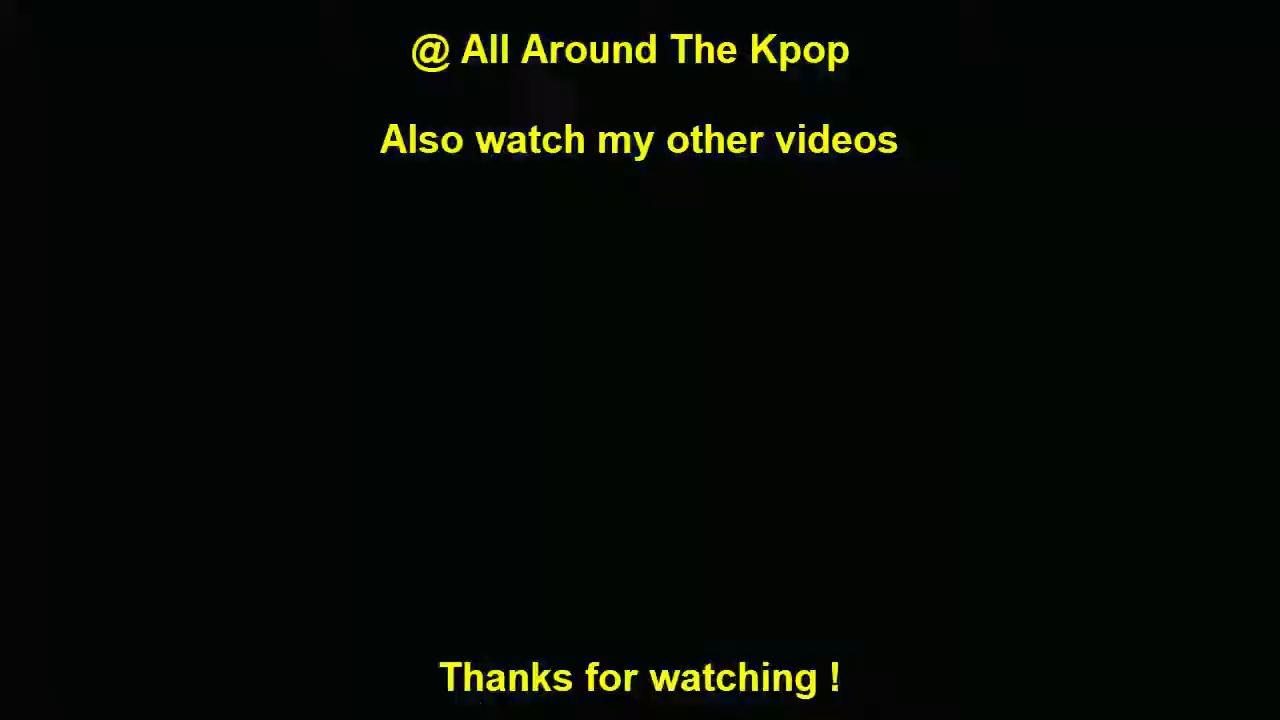 @ All Around The Kpop
Also watch my other videos
Thanks for watching !